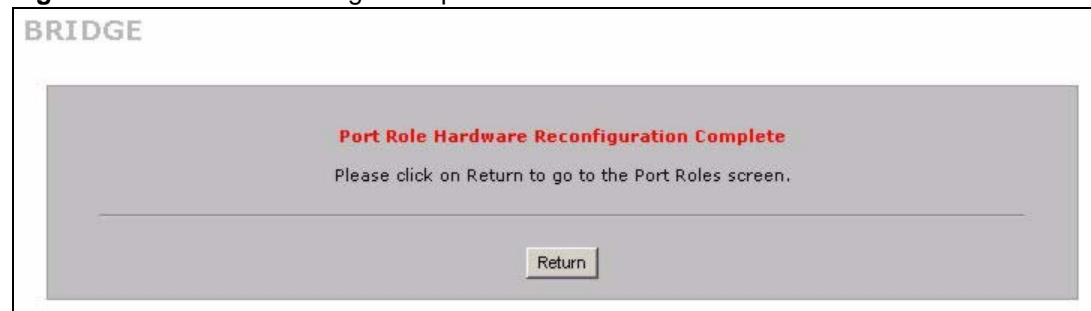 BRIDGE
Port Role Hardware Reconfiguration Complete
Please click on Return to go to the Port Roles screen.
Return